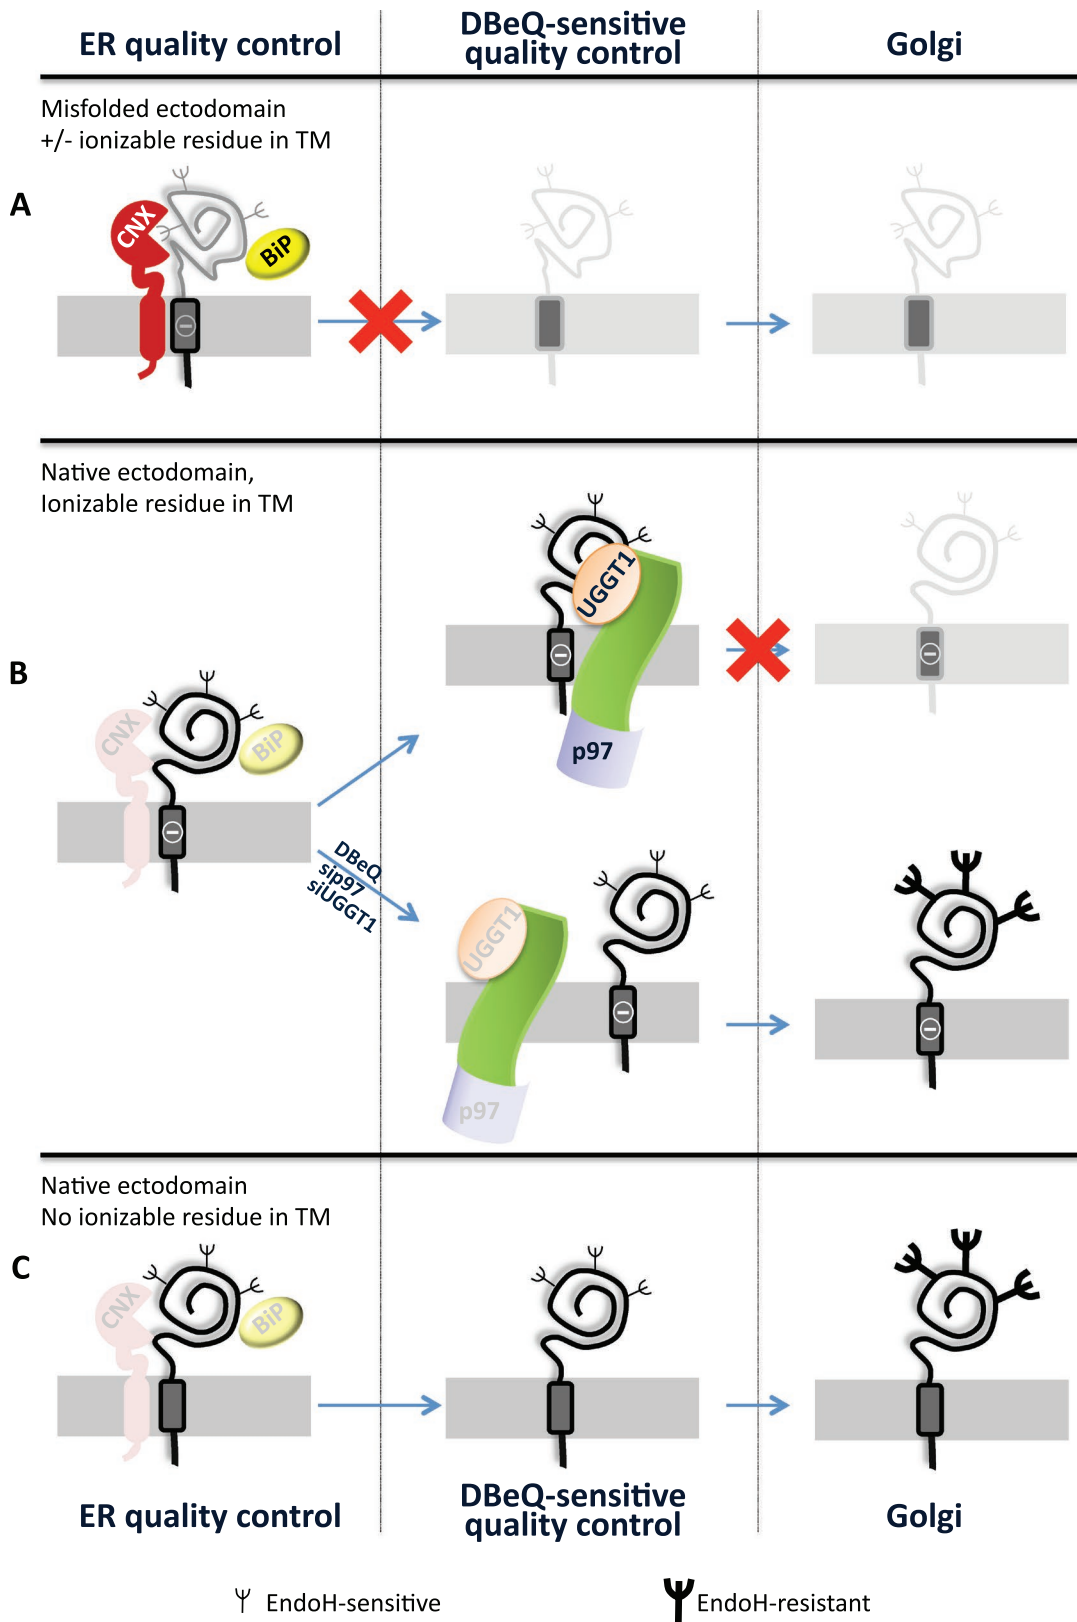 ER quality control
DBeQ-sensitive
quality control
Golgi
Misfolded ectodomain
+/- ionizable residue in TM
A
CNX
BiP
Native ectodomain,
Ionizable residue in TM
UGGT1
p97
B
CNX
BiP
DBeQ
sip97
siUGGT1
UGGT1
p97
Native ectodomain
No ionizable residue in TM
C
CNX
BiP
ER quality control
DBeQ-sensitive
quality control
Golgi
EndoH-sensitive
EndoH-resistant